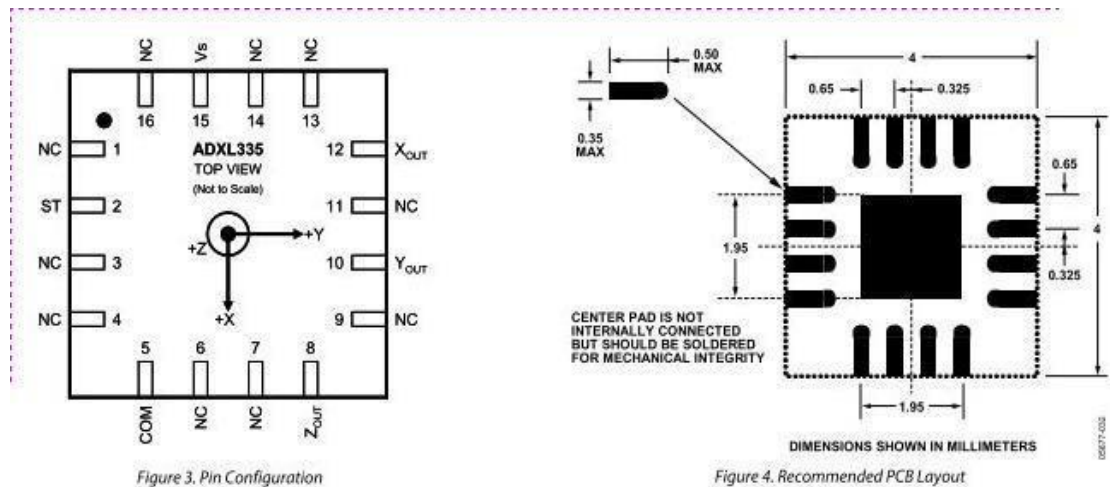 NC
Vs
NC
NC
16
15
14
13
NC 1
ADXL335
TOP VIEW
(Not to Scale)
12 XOUT
ST 2
11 NC
+Z
+Y
NC 3
10 YOUT
+X
NC 4
9 NC
5
6
7
8
COM
NC
NC
ZOUT
Figure 3. Pin Configuration
0.50
MAX
0.35
MAX
4
0.65
0.325
0.65
4
1.95
0.325
CENTER PAD IS NOT
INTERNALLY CONNECTED
BUT SHOULD BE SOLDERED
FOR MECHANICAL INTEGRITY
1.95
DIMENSIONS SHOWN IN MILLIMETERS
Figure 4. Recommended PCB Layout